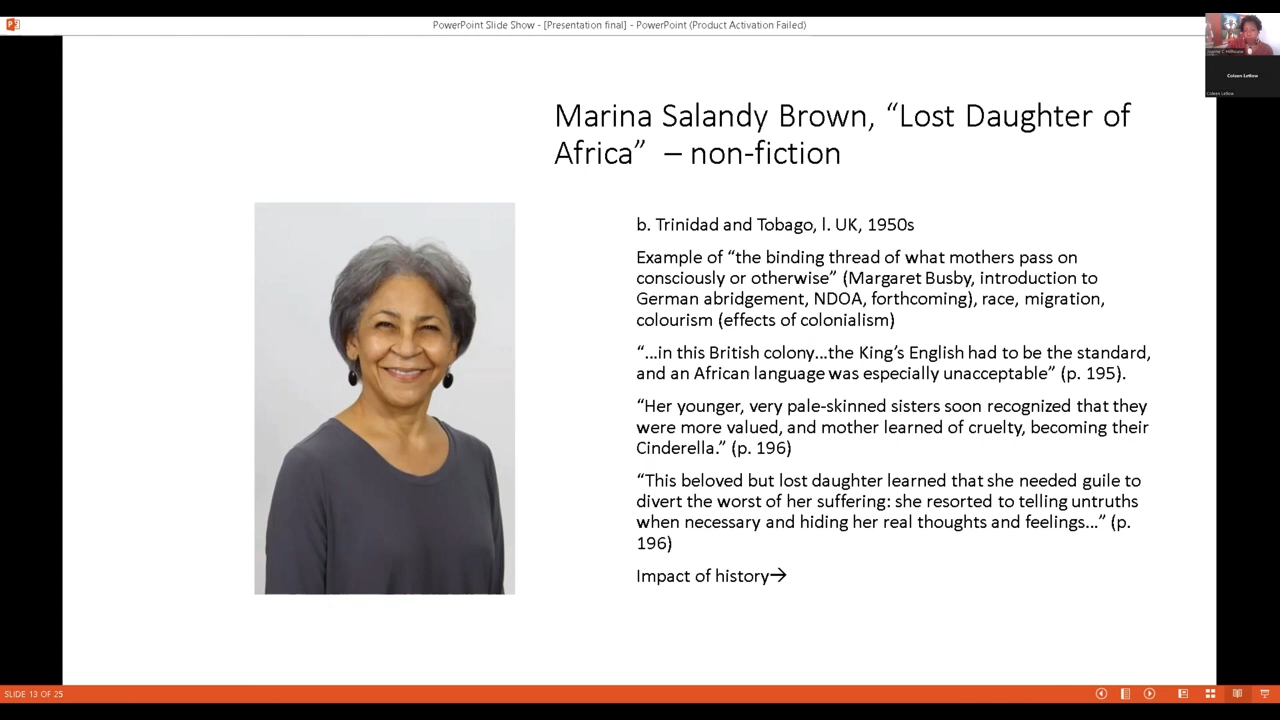 PowerPoint Slide Show - [Presentation final] - PowerPoint (Product Activation Failed)
Marina Salandy Brown, “Lost Daughter of
Africa” – non-fiction
b. Trinidad and Tobago, l. UK, 1950s
Example of “the binding thread of what mothers pass on
consciously or otherwise” (Margaret Busby, introduction to
German abridgement, NDOA, forthcoming), race, migration,
colourism (effects of colonialism)
“...in this British colony...the King’s English had to be the standard,
and an African language was especially unacceptable” (p. 195).
“Her younger, very pale-skinned sisters soon recognized that they
were more valued, and mother learned of cruelty, becoming their
Cinderella.” (p. 196)
“This beloved but lost daughter learned that she needed guile to
divert the worst of her suffering: she resorted to telling untruths
when necessary and hiding her real thoughts and feelings...” (p.
196)
Impact of history→
Joanne C. Hillhouse
Coleen Letlow
Coleen Letlow
SLIDE 13 OF 25